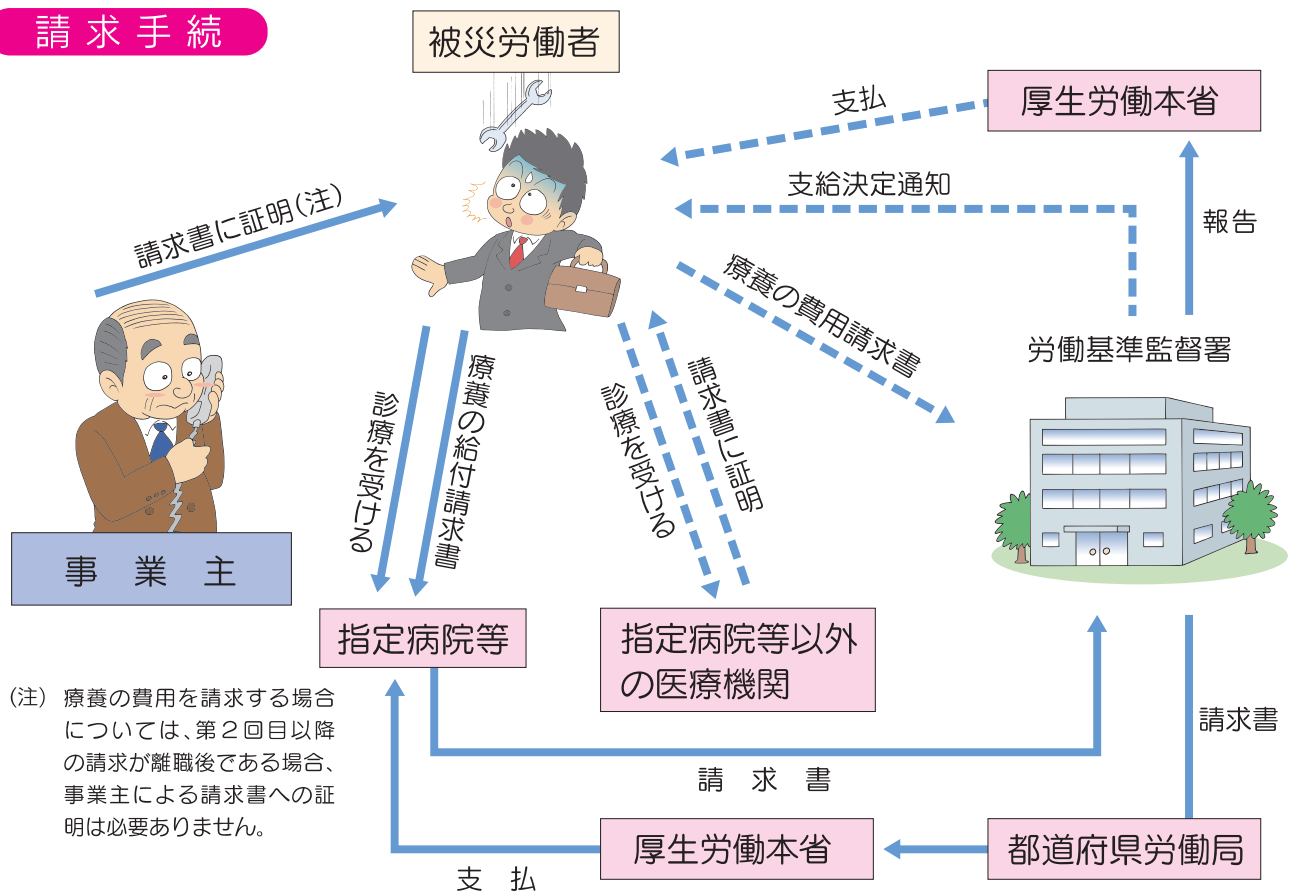 請求手続
被災労働者
厚生労働本省
支払
支給決定通知
報告
請求書に証明(注)
療養の費用請求書
労働基準監督署
診療を受ける
療養の給付請求書
診療を受ける
請求書に証明
事業主
指定病院等
指定病院等以外
の医療機関
(注) 療養の費用を請求する場合
については、第2回目以降
の請求が離職後である場合、
事業主による請求書への証
明は必要ありません。
請求書
請求書
厚生労働本省
都道府県労働局
支払